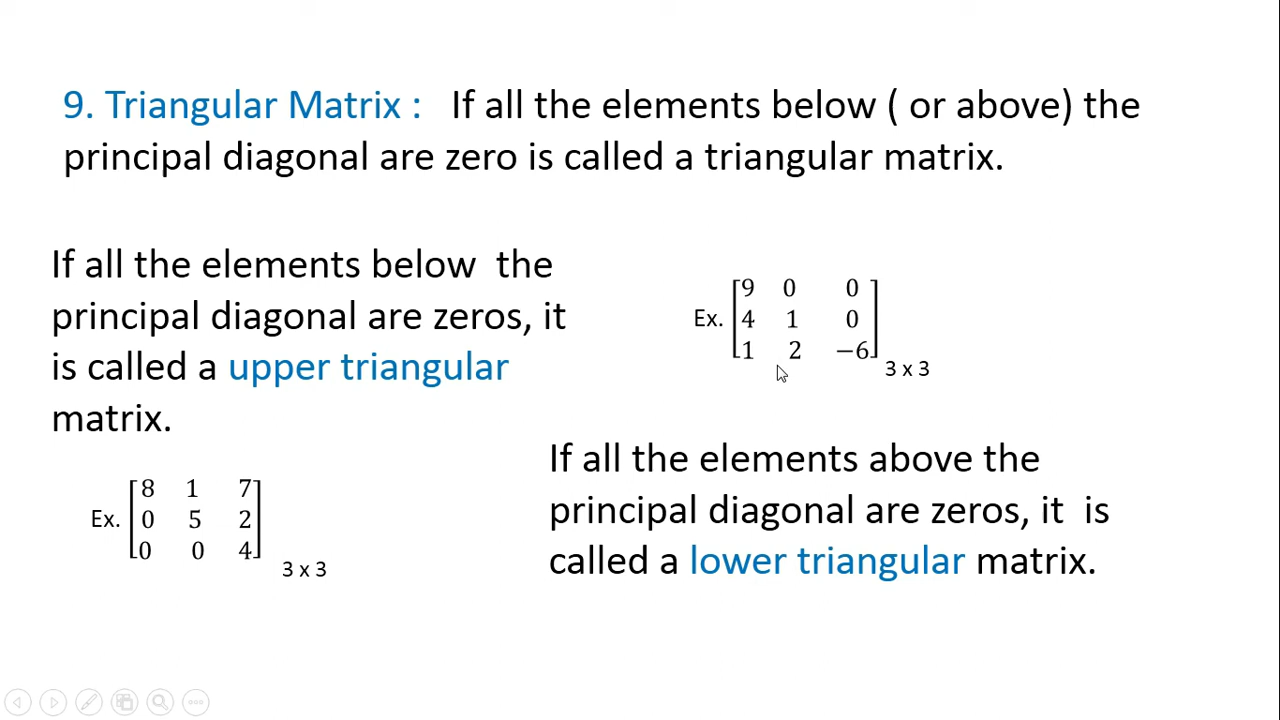 9. Triangular Matrix :   If all the elements below ( or above) the
principal diagonal are zero is called a triangular matrix.
If all the elements below  the
principal diagonal are zeros, it
is called a upper triangular
matrix.
Ex. [8 1 7
0 5 2
0 0 4] 3 x 3
Ex. [9 0 0
4 1 0
1 2 −6] 3 x 3
If all the elements above the
principal diagonal are zeros, it  is
called a lower triangular matrix.